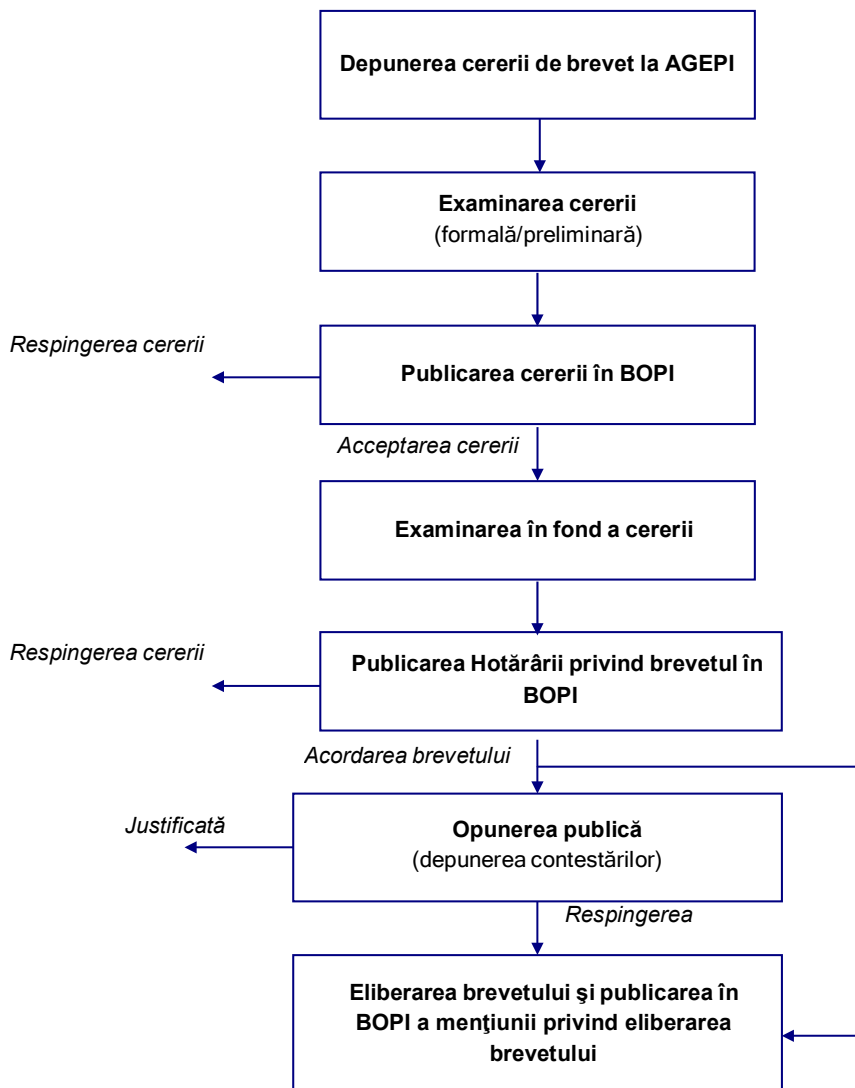 Depunerea cererii de brevet la AGEPI
Examinarea cererii
(formală/preliminară)
Respingerea cererii
Publicarea cererii în BOPI
Acceptarea cererii
Examinarea în fond a cererii
Respingerea cererii
Publicarea Hotărârii privind brevetul în
BOPI
Acordarea brevetului
Justificată
Opunerea publică
(depunerea contestărilor)
Respingerea
Eliberarea brevetului şi publicarea în
BOPI a menţiunii privind eliberarea
brevetului